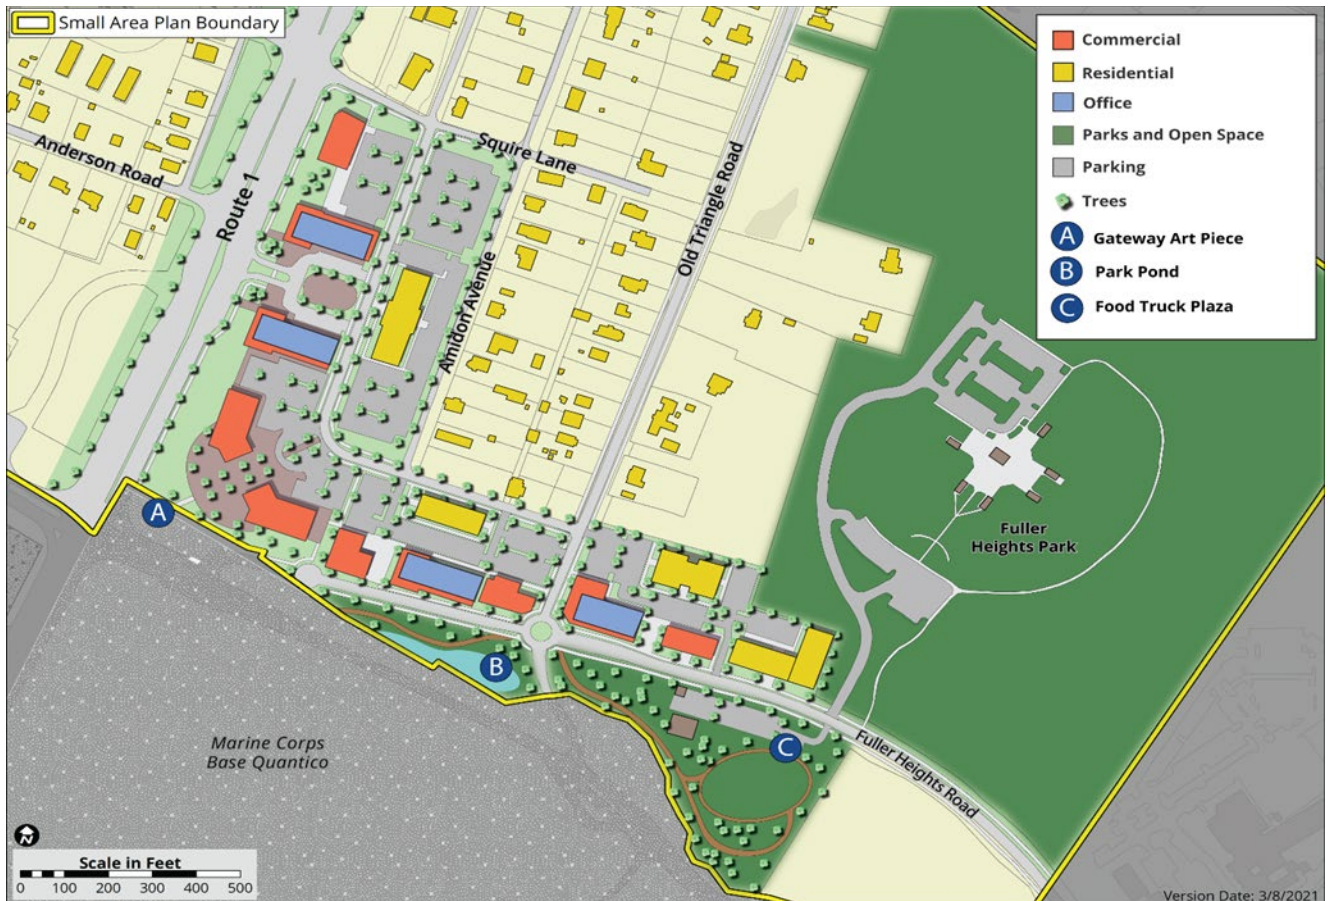 Small Area Plan Boundary
Commercial
Residential
Office
Parks and Open Space
Parking
Trees
A Gateway Art Piece
B Park Pond
C Food Truck Plaza
Anderson Road
Route 1
Squire Lane
Old Triangle Road
Amidon Avenue
A
Fuller
Heights Park
B
C
Fuller Heights Road
Marine Corps
Base Quantico
N
Scale in Feet
0 100 200 300 400 500
Version Date: 3/8/2021